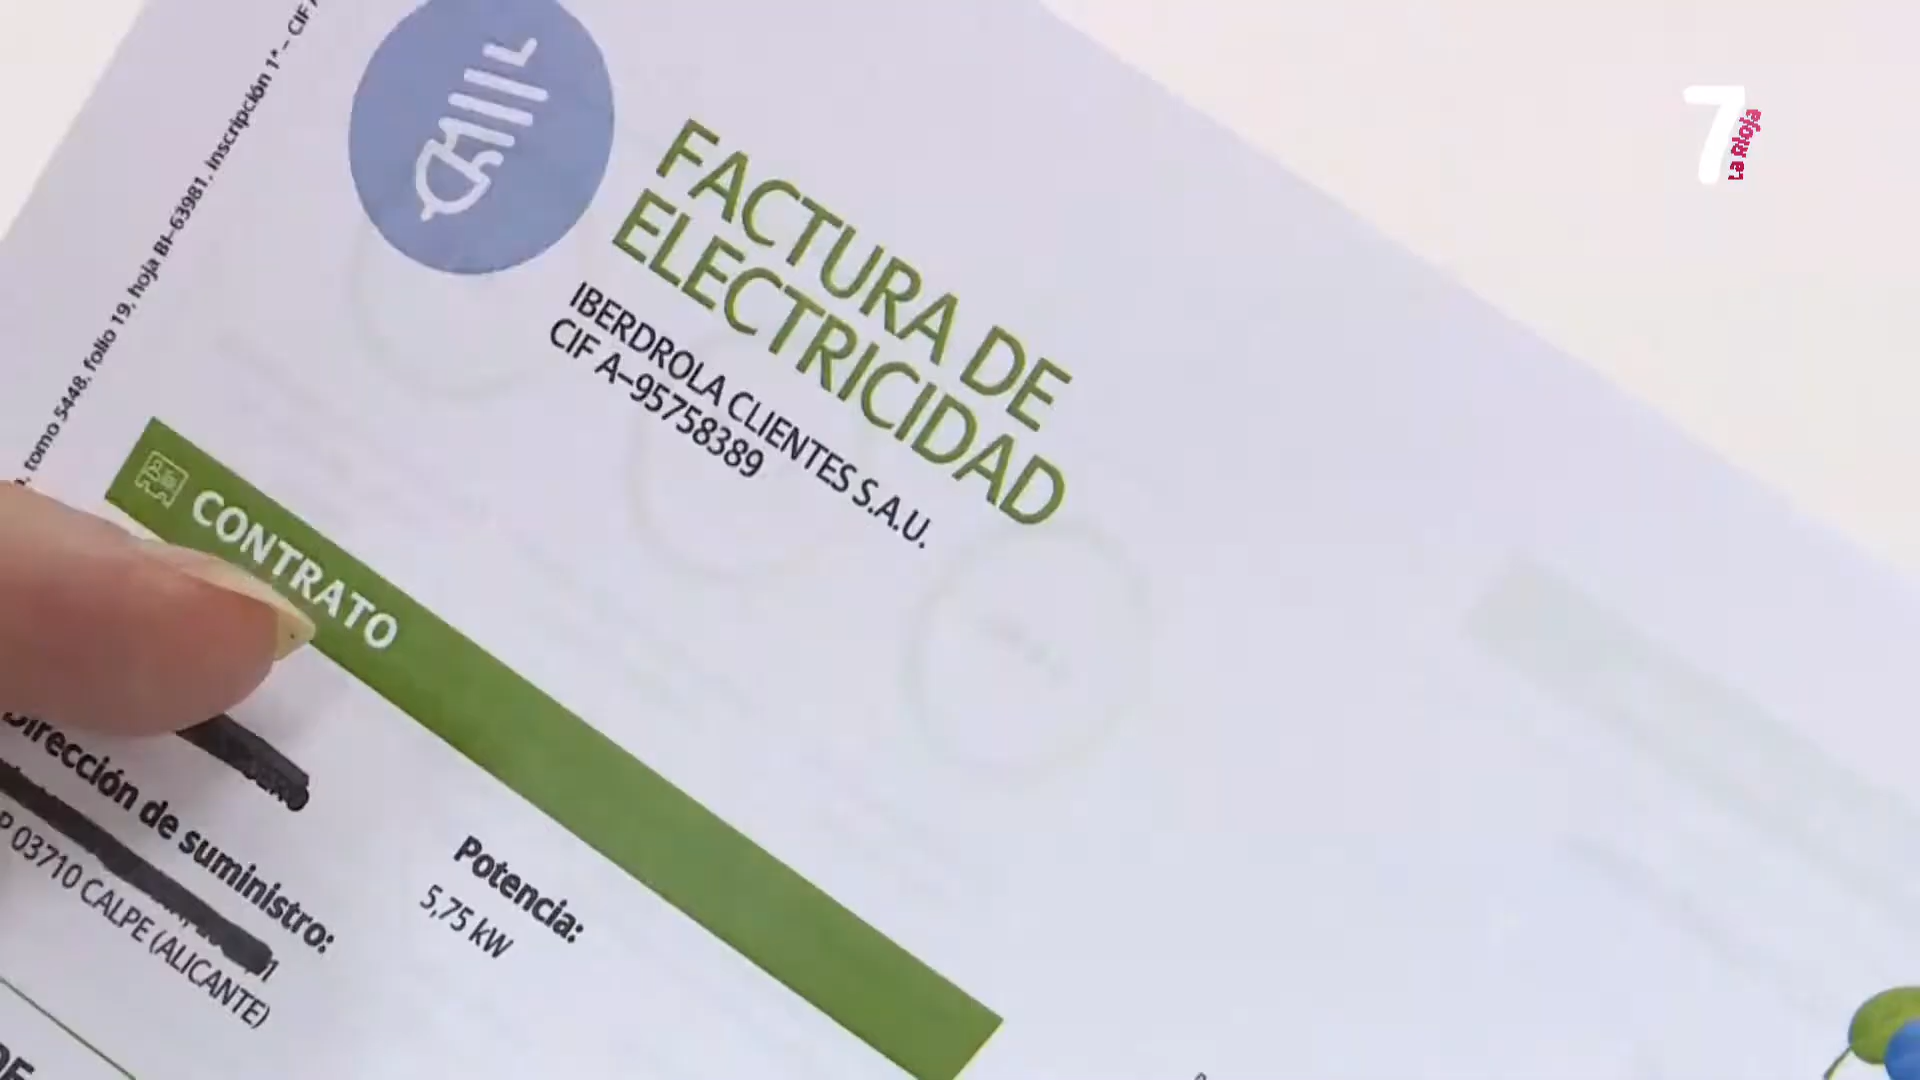 tomo 5448, folio 19, hoja BI-63981, inscripción 1ª - CIF
7
La Rioja
FACTURA DE
ELECTRICIDAD
IBERDROLA CLIENTES S.A.U.
CIF A-95758389
CONTRATO
Dirección de suministro:
03710 CALPE (ALICANTE)
Potencia:
5,75 kW